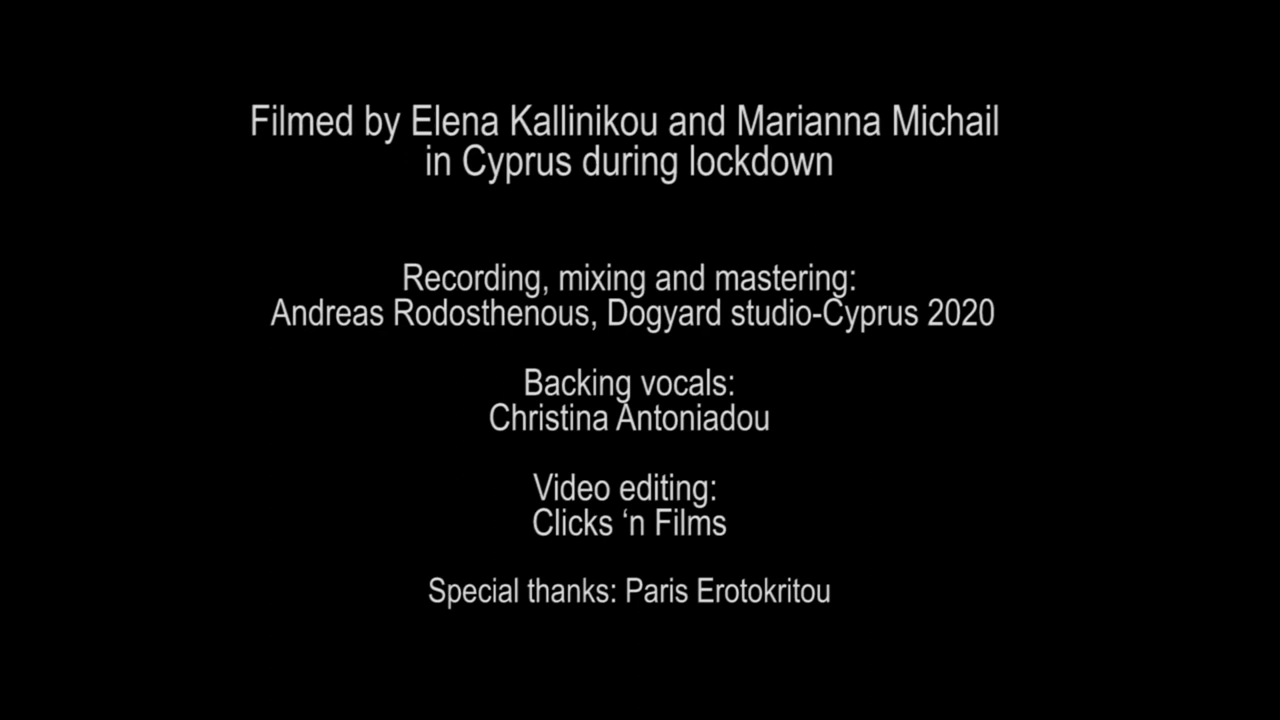 Filmed by Elena Kallinikou and Marianna Michail
in Cyprus during lockdown
Recording, mixing and mastering:
Andreas Rodosthenous, Dogyard studio-Cyprus 2020
Backing vocals:
Christina Antoniadou
Video editing:
Clicks ‘n Films
Special thanks: Paris Erotokritou